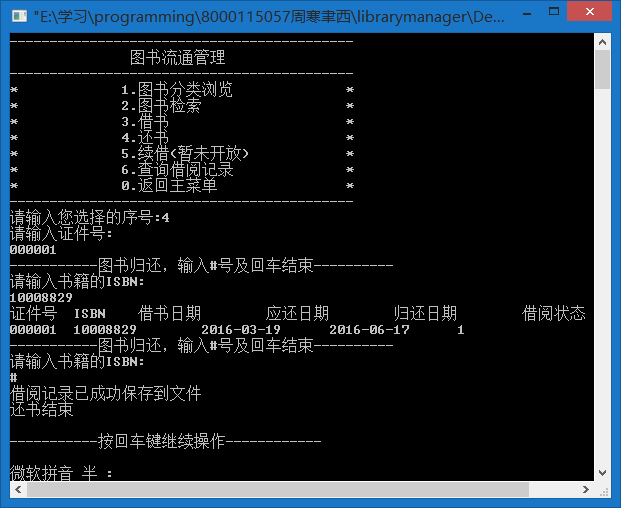 "E:\学习\programming\8000115057周寒聿西\librarymanager\De...
-------------------------------------------
图书流通管理
-------------------------------------------
* 1.图书分类浏览 *
* 2.图书检索 *
* 3.借书 *
* 4.还书 *
* 5.续借(暂未开放) *
* 6.查询借阅记录 *
* 0.返回主菜单 *
-------------------------------------------
请输入您选择的序号:4
请输入证件号:
000001
-----------图书归还，输入#号及回车结束----------
请输入书籍的ISBN:
10008829
证件号 ISBN 借书日期 应还日期 归还日期 借阅状态
000001 10008829 2016-03-19 2016-06-17 1
-----------图书归还，输入#号及回车结束----------
请输入书籍的ISBN:
#
借阅记录已成功保存到文件
还书结束
-----------按回车键继续操作------------
微软拼音 半 :